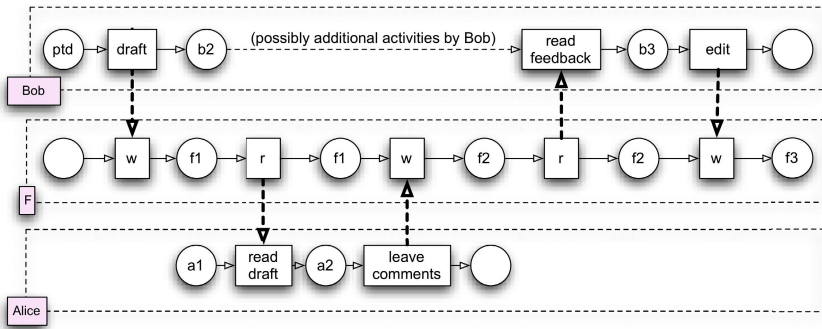 ptd
draft
b2
(possibly additional activities by Bob)
read
feedback
b3
edit
Bob
w
f1
r
f1
w
f2
r
f2
w
f3
F
a1
read
draft
a2
leave
comments
Alice